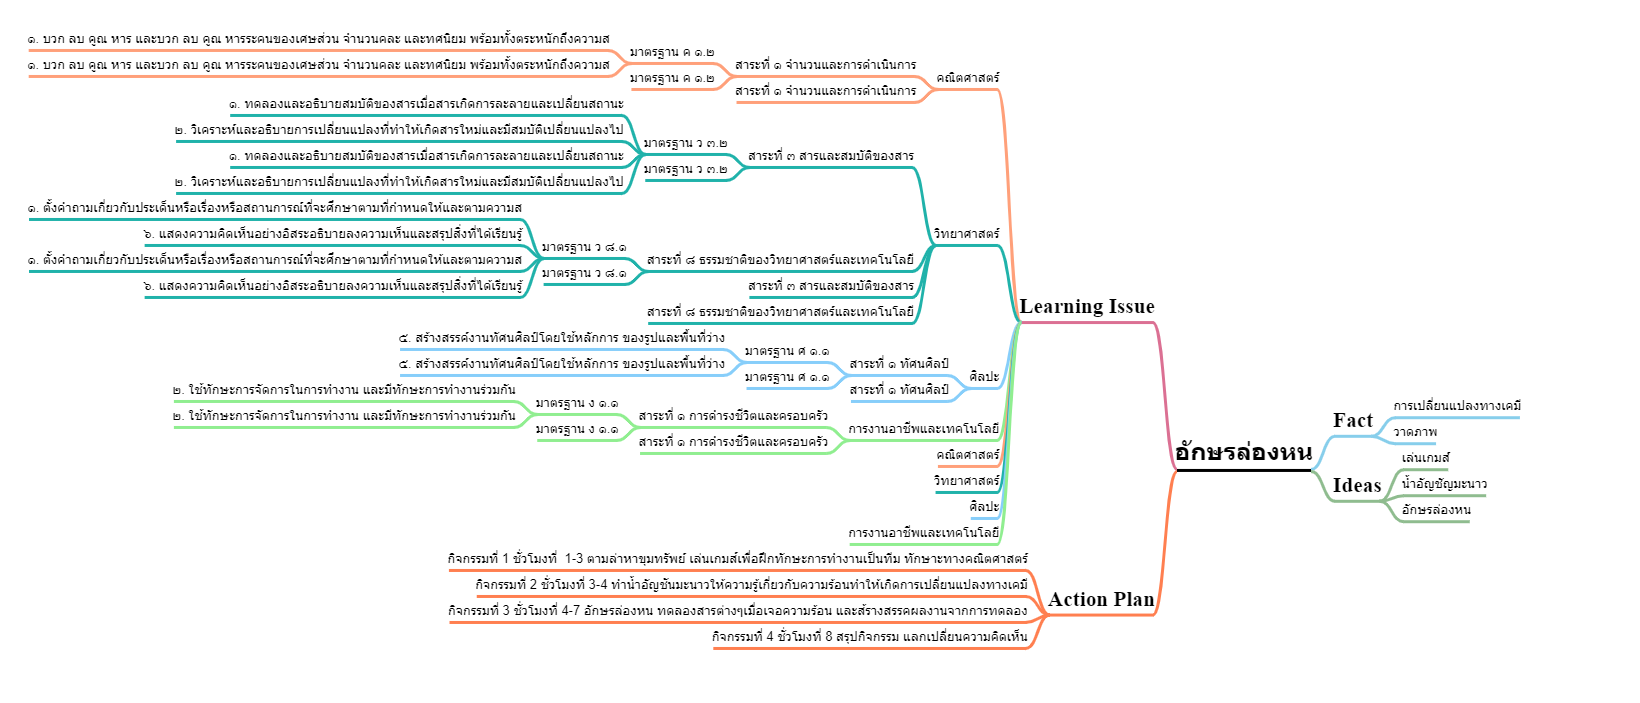 ๑. บวก ลบ คูณ หาร และบวก ลบ คูณ หารระคนของเศษส่วน จำนวนคละ และทศนิยม พร้อมทั้งตระหนักถึงความส
๑. บวก ลบ คูณ หาร และบวก ลบ คูณ หารระคนของเศษส่วน จำนวนคละ และทศนิยม พร้อมทั้งตระหนักถึงความส
มาตรฐาน ค ๑.๒
มาตรฐาน ค ๑.๒
สาระที่ ๑ จำนวนและการดำเนินการ
สาระที่ ๑ จำนวนและการดำเนินการ
คณิตศาสตร์
๑. ทดลองและอธิบายสมบัติของสารเมื่อสารเกิดการละลายและเปลี่ยนสถานะ
๒. วิเคราะห์และอธิบายการเปลี่ยนแปลงที่ทำให้เกิดสารใหม่และมีสมบัติเปลี่ยนแปลงไป
๑. ทดลองและอธิบายสมบัติของสารเมื่อสารเกิดการละลายและเปลี่ยนสถานะ
๒. วิเคราะห์และอธิบายการเปลี่ยนแปลงที่ทำให้เกิดสารใหม่และมีสมบัติเปลี่ยนแปลงไป
มาตรฐาน ว ๓.๒
มาตรฐาน ว ๓.๒
สาระที่ ๓ สารและสมบัติของสาร
๑. ตั้งคำถามเกี่ยวกับประเด็นหรือเรื่องหรือสถานการณ์ที่จะศึกษาตามที่กำหนดให้และตามความส
๖. แสดงความคิดเห็นอย่างอิสระอธิบายลงความเห็นและสรุปสิ่งที่ได้เรียนรู้
๑. ตั้งคำถามเกี่ยวกับประเด็นหรือเรื่องหรือสถานการณ์ที่จะศึกษาตามที่กำหนดให้และตามความส
๖. แสดงความคิดเห็นอย่างอิสระอธิบายลงความเห็นและสรุปสิ่งที่ได้เรียนรู้
มาตรฐาน ว ๘.๑
มาตรฐาน ว ๘.๑
สาระที่ ๘ ธรรมชาติของวิทยาศาสตร์และเทคโนโลยี
สาระที่ ๓ สารและสมบัติของสาร
สาระที่ ๘ ธรรมชาติของวิทยาศาสตร์และเทคโนโลยี
วิทยาศาสตร์
๕. สร้างสรรค์งานทัศนศิลป์โดยใช้หลักการ ของรูปและพื้นที่ว่าง
๕. สร้างสรรค์งานทัศนศิลป์โดยใช้หลักการ ของรูปและพื้นที่ว่าง
มาตรฐาน ศ ๑.๑
มาตรฐาน ศ ๑.๑
สาระที่ ๑ ทัศนศิลป์
สาระที่ ๑ ทัศนศิลป์
ศิลปะ
๒. ใช้ทักษะการจัดการในการทำงาน และมีทักษะการทำงานร่วมกัน
๒. ใช้ทักษะการจัดการในการทำงาน และมีทักษะการทำงานร่วมกัน
มาตรฐาน ง ๑.๑
มาตรฐาน ง ๑.๑
สาระที่ ๑ การดำรงชีวิตและครอบครัว
สาระที่ ๑ การดำรงชีวิตและครอบครัว
การงานอาชีพและเทคโนโลยี
คณิตศาสตร์
วิทยาศาสตร์
ศิลปะ
การงานอาชีพและเทคโนโลยี
Learning Issue
กิจกรรมที่ 1 ชั่วโมงที่ 1-3 ตามล่าหาขุมทรัพย์ เล่นเกมส์เพื่อฝึกทักษะการทำงานเป็นทีม ทักษาะทางคณิตศาสตร์
กิจกรรมที่ 2 ชั่วโมงที่ 3-4 ทำน้ำอัญชันมะนาวให้ความรู้เกี่ยวกับความร้อนทำให้เกิดการเปลี่ยนแปลงทางเคมี
กิจกรรมที่ 3 ชั่วโมงที่ 4-7 อักษรล่องหน ทดลองสารต่างๆเมื่อเจอความร้อน และส้รางสรรคผลงานจากการทดลอง
กิจกรรมที่ 4 ชั่วโมงที่ 8 สรุปกิจกรรม แลกเปลี่ยนความคิดเห็น
Action Plan
อักษรล่องหน
Fact
การเปลี่ยนแปลงทางเคมี
วาดภาพ
Ideas
เล่นเกมส์
น้ำอัญชัญมะนาว
อักษรล่องหน